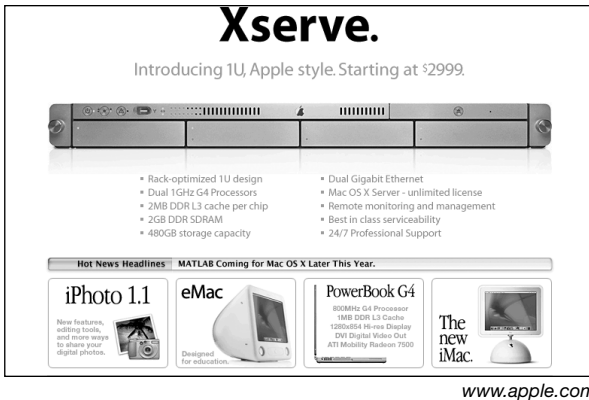 Xserve.
Introducing 1U, Apple style. Starting at $2999.
▪ Rack-optimized 1U design
▪ Dual 1GHz G4 Processors
▪ 2MB DDR L3 cache per chip
▪ 2GB DDR SDRAM
▪ 480GB storage capacity
▪ Dual Gigabit Ethernet
▪ Mac OS X Server - unlimited license
▪ Remote monitoring and management
▪ Best in class serviceability
▪ 24/7 Professional Support
Hot News Headlines MATLAB Coming for Mac OS X Later This Year.
iPhoto 1.1
New features,
editing tools,
and more ways
to share your
digital photos.
eMac
Designed
for education.
PowerBook G4
800MHz G4 Processor
1MB DDR L3 Cache
1280x854 Hi-res Display
DVI Digital Video Out
ATI Mobility Radeon 7500
The
new
iMac.
www.apple.com